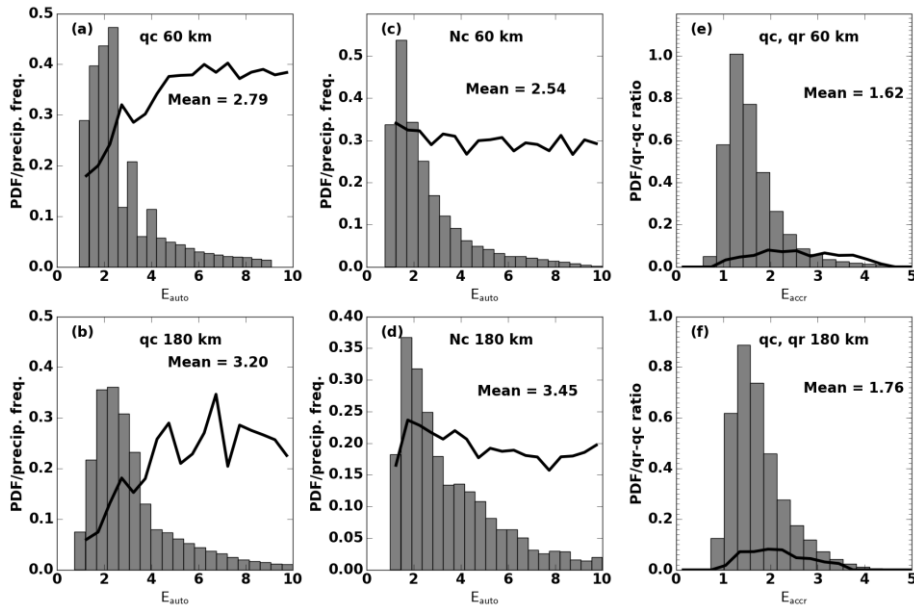 (a) qc 60 km
Mean = 2.79
PDF/precip. freq.
0.5
0.4
0.3
0.2
0.1
0.0
0 2 4 6 8 10
E_auto
(c) Nc 60 km
Mean = 2.54
PDF/precip. freq.
0.5
0.4
0.3
0.2
0.1
0.0
0 2 4 6 8 10
E_auto
(e) qc, qr 60 km
Mean = 1.62
PDF/qr-qc ratio
1.0
0.8
0.6
0.4
0.2
0.0
0 1 2 3 4 5
E_accr
(b) qc 180 km
Mean = 3.20
PDF/precip. freq.
0.5
0.4
0.3
0.2
0.1
0.0
0 2 4 6 8 10
E_auto
(d) Nc 180 km
Mean = 3.45
PDF/precip. freq.
0.40
0.35
0.30
0.25
0.20
0.15
0.10
0.05
0.00
0 2 4 6 8 10
E_auto
(f) qc, qr 180 km
Mean = 1.76
PDF/qr-qc ratio
1.0
0.8
0.6
0.4
0.2
0.0
0 1 2 3 4 5
E_accr